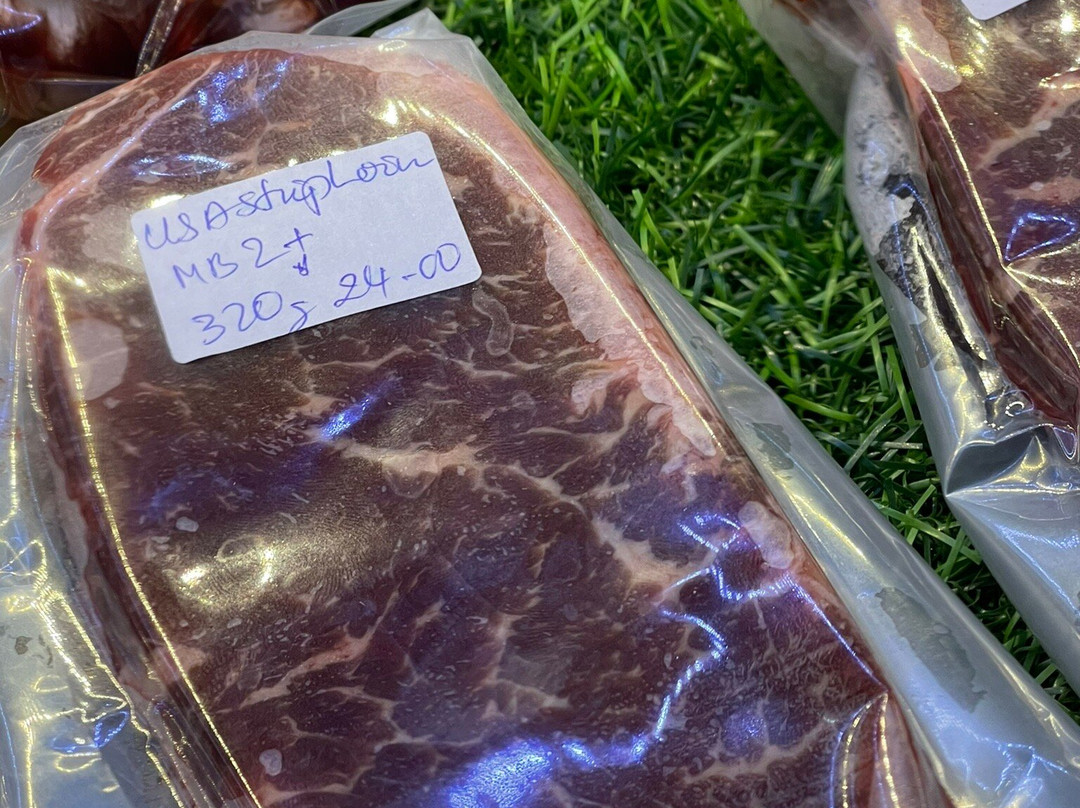 USA Strip Loin
MB 2+
320g 24-00